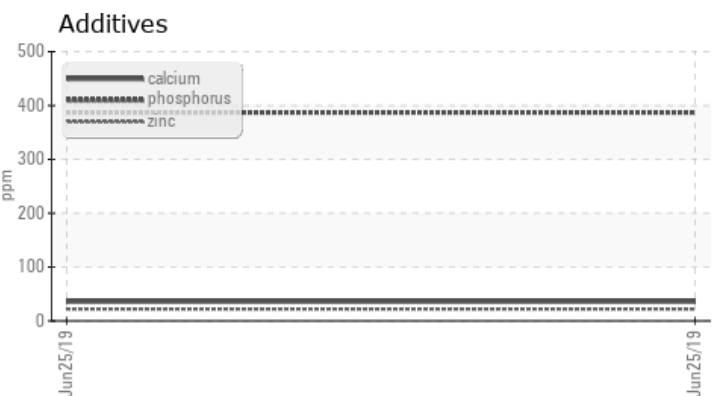 Additives
500
calcium
phosphorus
zinc
400
300
ppm
200
100
0
Jun25/19
Jun25/19